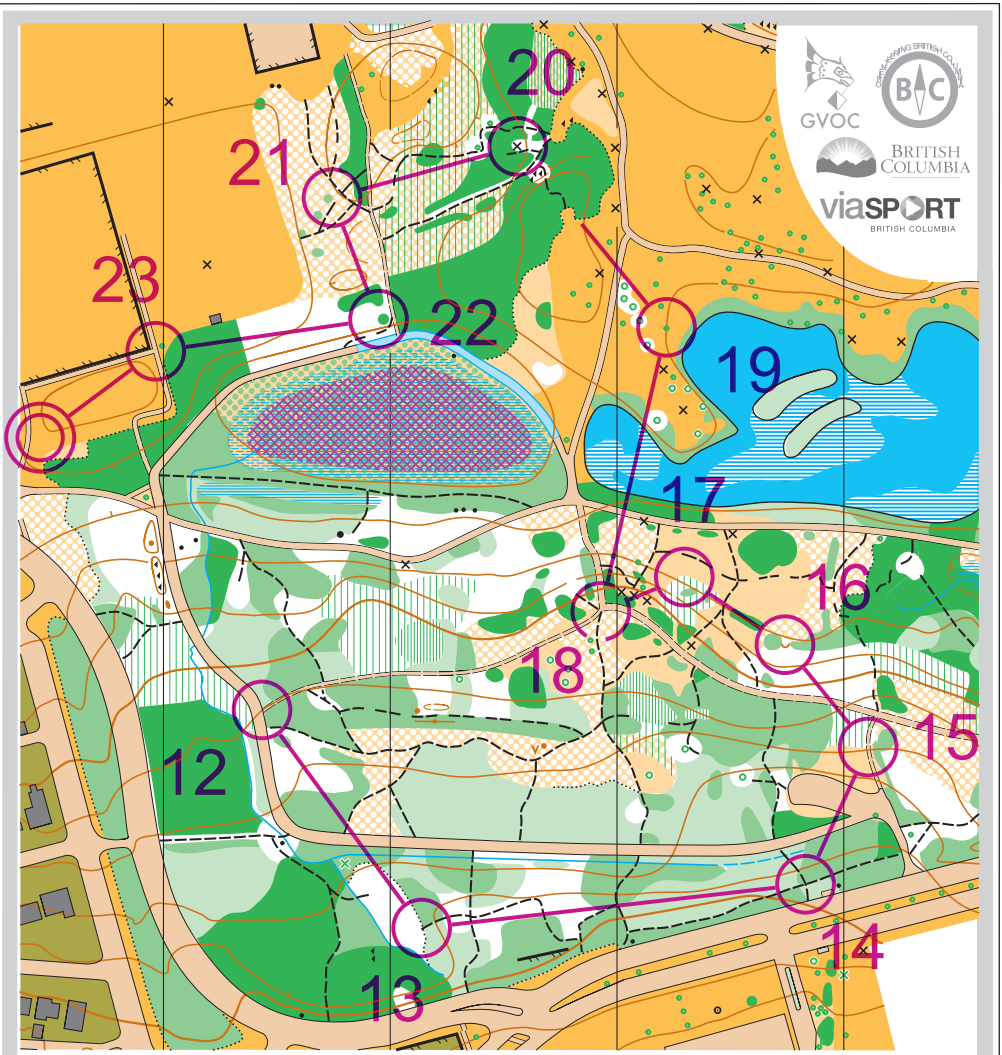 20
GVOC
ORIENTEERING BRITISH COLUMBIA
B C
BRITISH
COLUMBIA
21
viaSPORT
BRITISH COLUMBIA
23
22
19
17
16
18
15
12
14
13